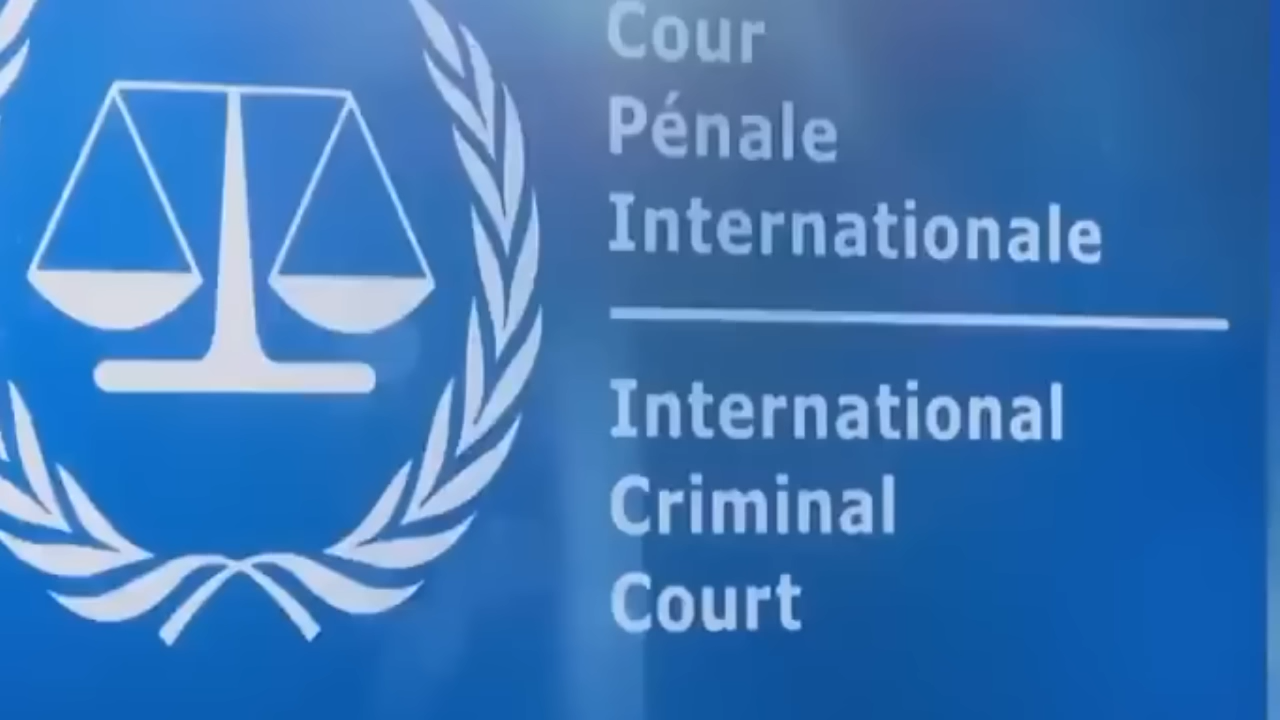 Cour
Pénale
Internationale
International
Criminal
Court